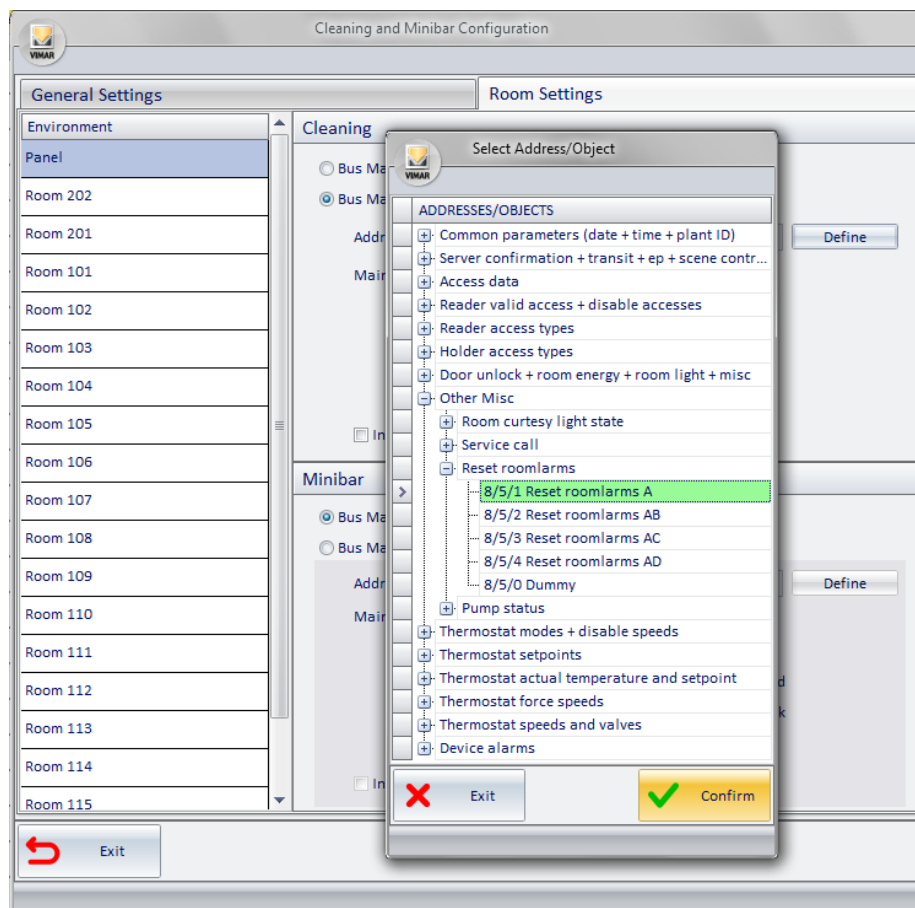 Cleaning and Minibar Configuration
VIMAR
General Settings
Room Settings
Environment
Panel
Room 202
Room 201
Room 101
Room 102
Room 103
Room 104
Room 105
Room 106
Room 107
Room 108
Room 109
Room 110
Room 111
Room 112
Room 113
Room 114
Room 115
Cleaning
Bus Ma
Bus Ma
Addr
Define
Main
In
Minibar
Bus Ma
Bus Ma
Addr
Define
Main
d
k
In
Select Address/Object
VIMAR
ADDRESSES/OBJECTS
Common parameters (date + time + plant ID)
Server confirmation + transit + ep + scene contr...
Access data
Reader valid access + disable accesses
Reader access types
Holder access types
Door unlock + room energy + room light + misc
Other Misc
Room curtesy light state
Service call
Reset roomlarms
8/5/1 Reset roomlarms A
8/5/2 Reset roomlarms AB
8/5/3 Reset roomlarms AC
8/5/4 Reset roomlarms AD
8/5/0 Dummy
Pump status
Thermostat modes + disable speeds
Thermostat setpoints
Thermostat actual temperature and setpoint
Thermostat force speeds
Thermostat speeds and valves
Device alarms
Exit
Confirm
Exit